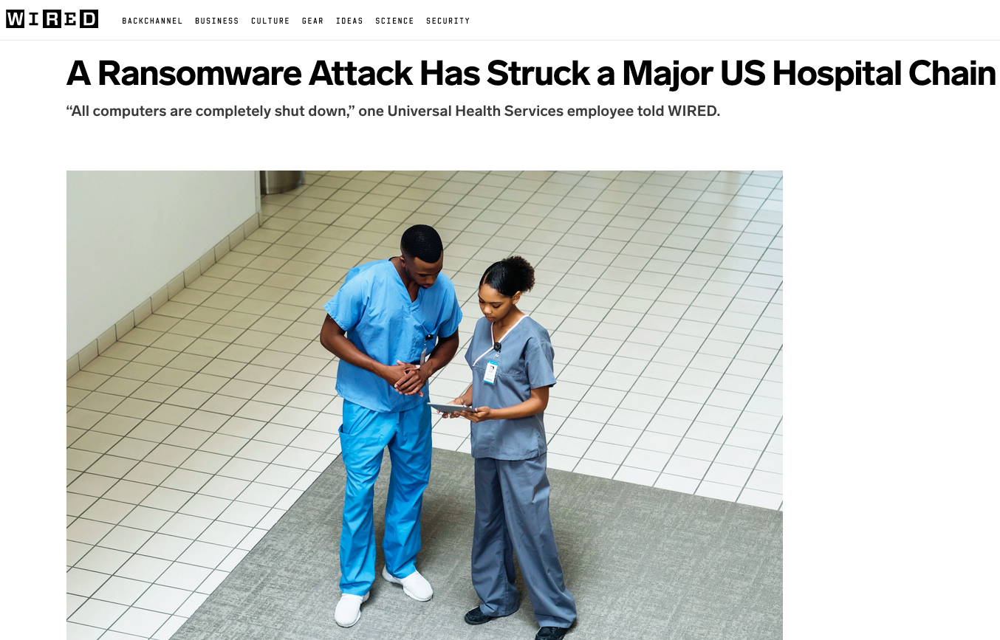 WIRED
BACKCHANNEL BUSINESS CULTURE GEAR IDEAS SCIENCE SECURITY
A Ransomware Attack Has Struck a Major US Hospital Chain
“All computers are completely shut down,” one Universal Health Services employee told WIRED.